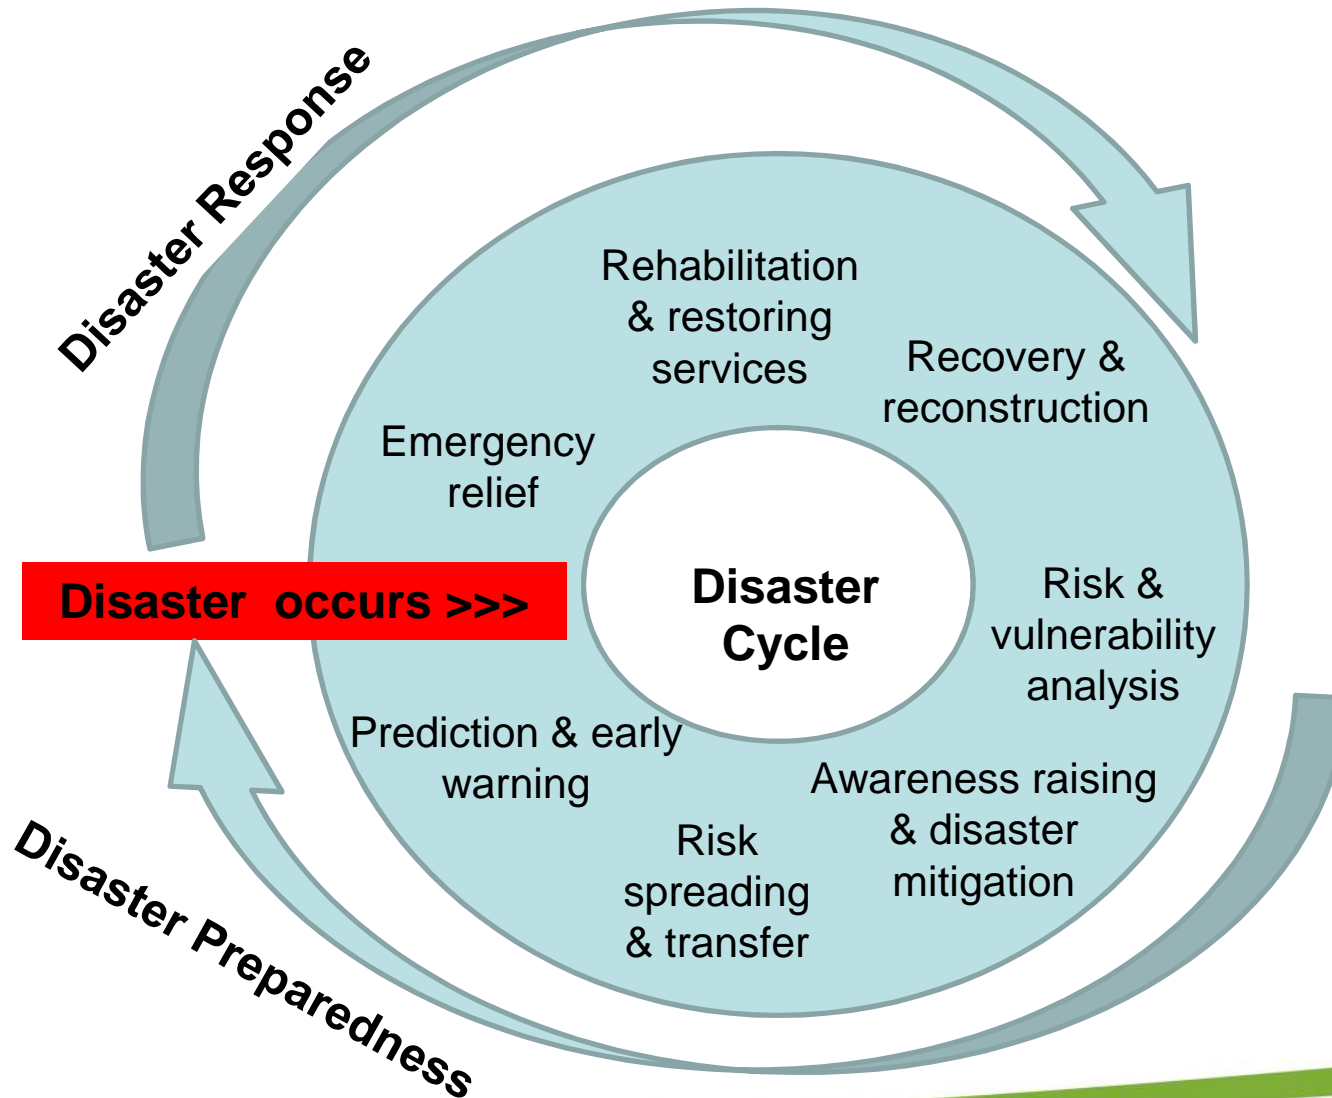 Disaster Response
Rehabilitation
& restoring
services
Recovery &
reconstruction
Emergency
relief
Disaster occurs >>>
Disaster
Cycle
Risk &
vulnerability
analysis
Prediction & early
warning
Awareness raising
& disaster
mitigation
Risk
spreading
& transfer
Disaster Preparedness